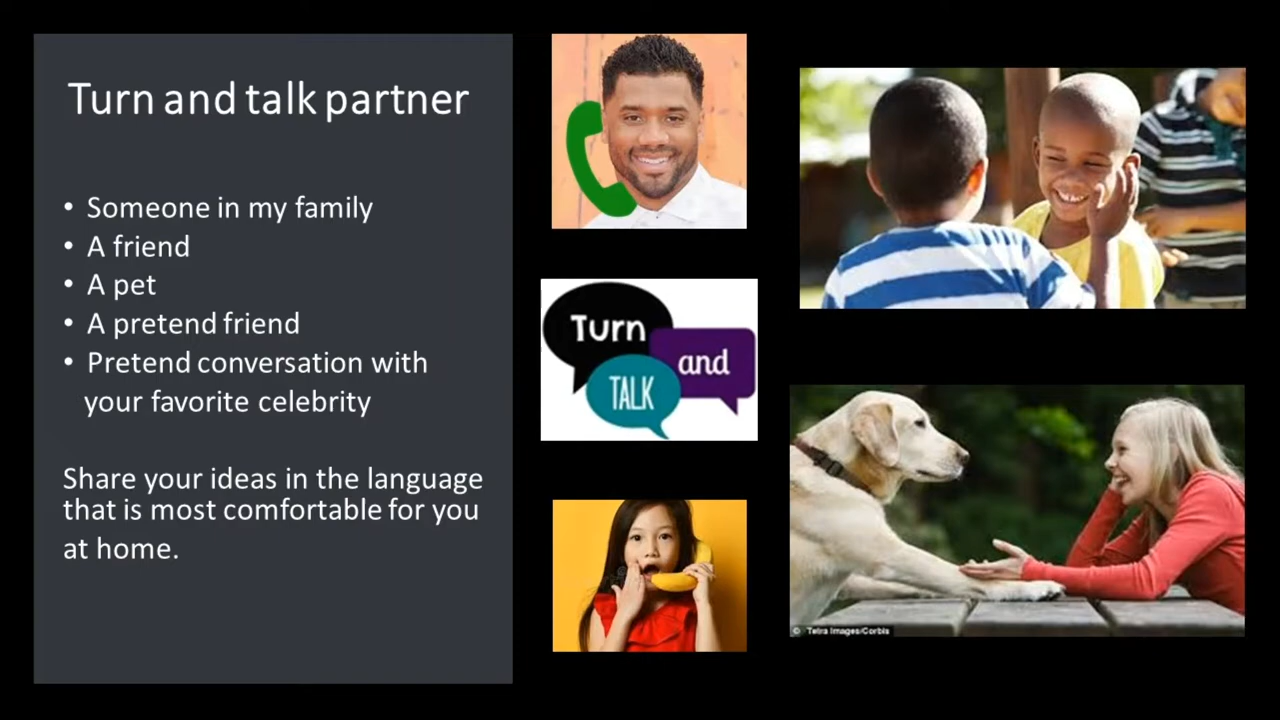 Turn and talk partner
• Someone in my family
• A friend
• A pet
• A pretend friend
• Pretend conversation with
your favorite celebrity
Share your ideas in the language
that is most comfortable for you
at home.
Turn
and
TALK
© Tetra Images/Corbis